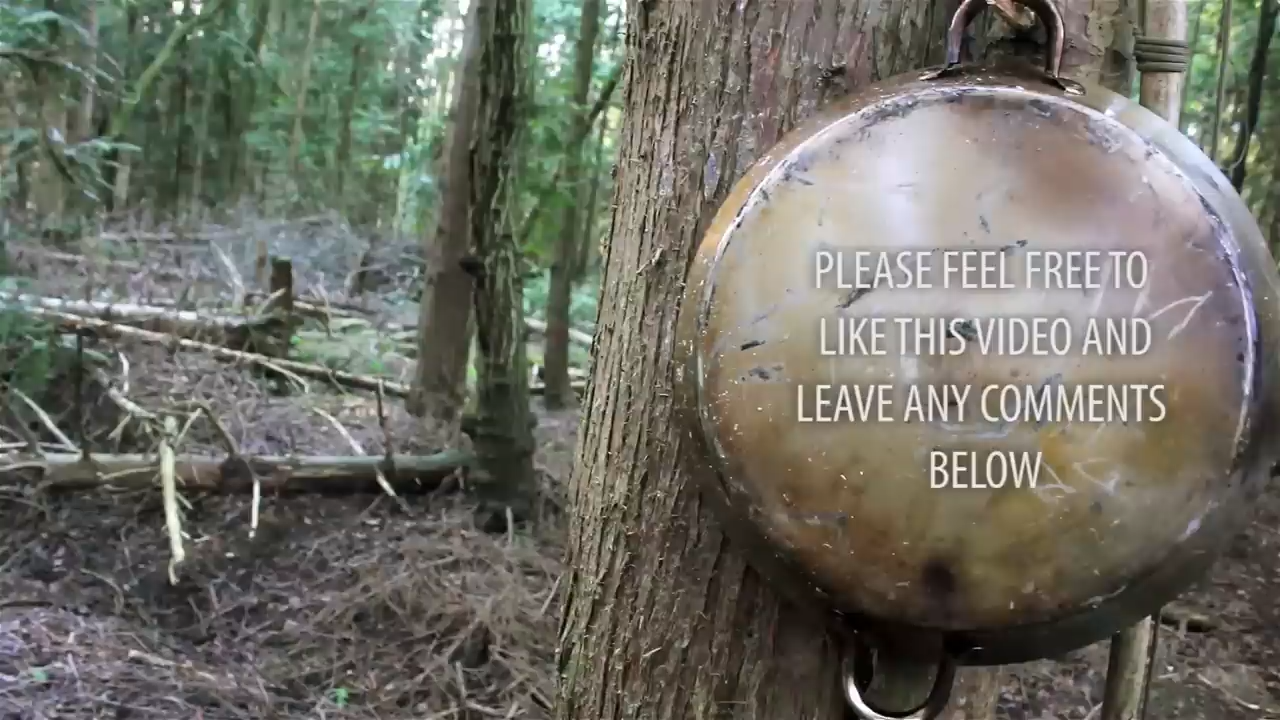 PLEASE FEEL FREE TO
LIKE THIS VIDEO AND
LEAVE ANY COMMENTS
BELOW